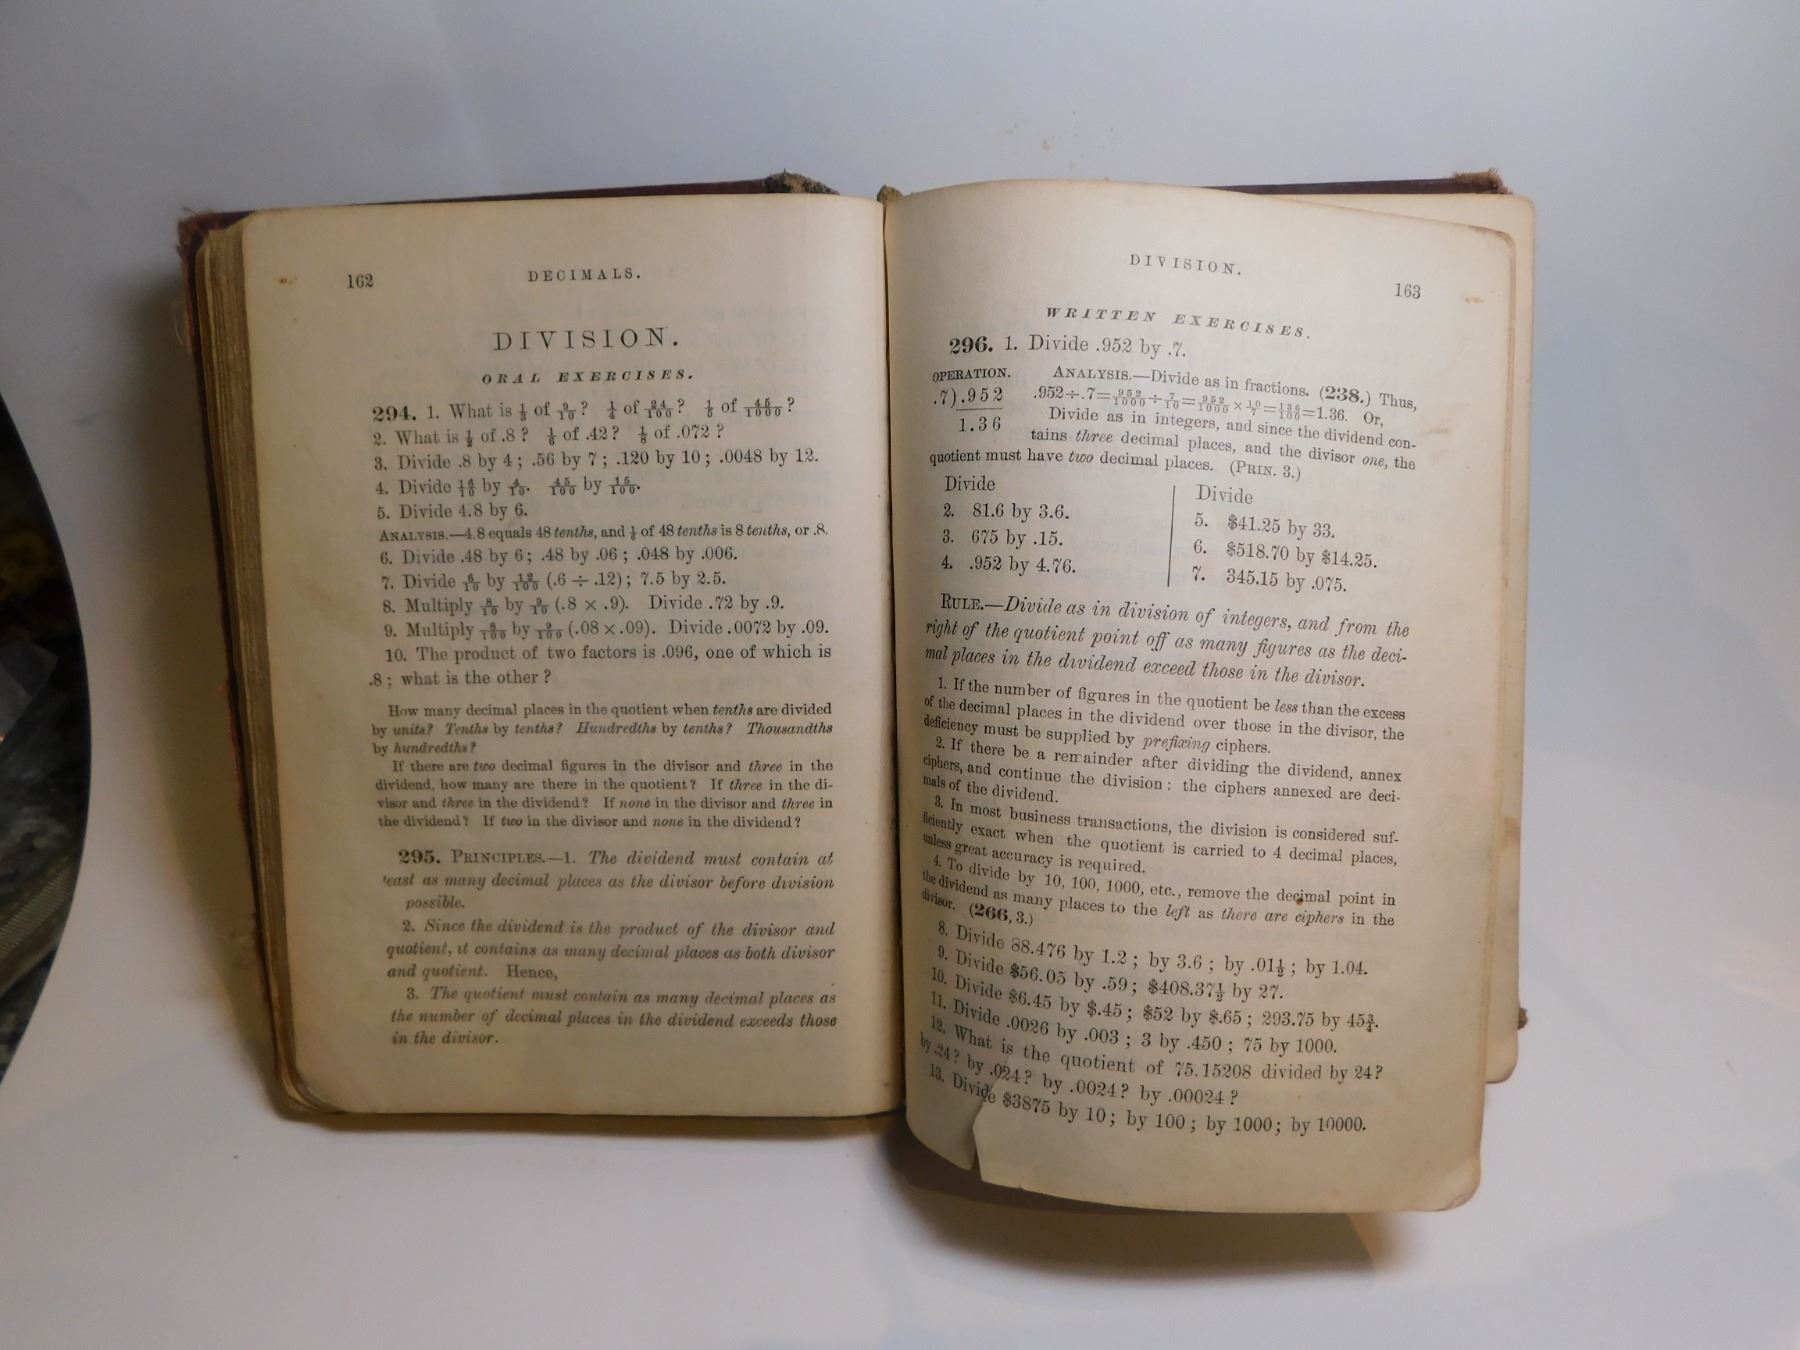 162
DECIMALS.
DIVISION.
ORAL EXERCISES.
294. 1. What is 1/3 of 9/10? 1/4 of 24/100? 1/5 of 45/1000?
2. What is 1/2 of .8? 1/6 of .42? 1/8 of .072?
3. Divide .8 by 4; .56 by 7; .120 by 10; .0048 by 12.
4. Divide 16/10 by 4/10. 45/100 by 15/100.
5. Divide 4.8 by 6.
ANALYSIS.—4.8 equals 48 tenths, and 1/6 of 48 tenths is 8 tenths, or .8.
6. Divide .48 by 6; .48 by .06; .048 by .006.
7. Divide 6/10 by 12/100 (.6 ÷ .12); 7.5 by 2.5.
8. Multiply 8/10 by 9/10 (.8 × .9). Divide .72 by .9.
9. Multiply 8/100 by 9/100 (.08 × .09). Divide .0072 by .09.
10. The product of two factors is .096, one of which is
.8; what is the other?
How many decimal places in the quotient when tenths are divided
by units? Tenths by tenths? Hundredths by tenths? Thousandths
by hundredths?
If there are two decimal figures in the divisor and three in the
dividend, how many are there in the quotient? If three in the di-
visor and three in the dividend? If none in the divisor and three in
the dividend? If two in the divisor and none in the dividend?
295. PRINCIPLES.—1. The dividend must contain at
east as many decimal places as the divisor before division
possible.
2. Since the dividend is the product of the divisor and
quotient, it contains as many decimal places as both divisor
and quotient. Hence,
3. The quotient must contain as many decimal places as
the number of decimal places in the dividend exceeds those
in the divisor.
DIVISION.
163
WRITTEN EXERCISES.
296. 1. Divide .952 by .7.
OPERATION.
.7).952
1.36
ANALYSIS.—Divide as in fractions. (238.) Thus,
.952÷.7=952/1000÷7/10=952/1000×10/7=136/100=1.36. Or,
Divide as in integers, and since the dividend con-
tains three decimal places, and the divisor one, the
quotient must have two decimal places. (PRIN. 3.)
Divide
2. 81.6 by 3.6.
3. 675 by .15.
4. .952 by 4.76.
Divide
5. $41.25 by 33.
6. $518.70 by $14.25.
7. 345.15 by .075.
RULE.—Divide as in division of integers, and from the
right of the quotient point off as many figures as the deci-
mal places in the dividend exceed those in the divisor.
1. If the number of figures in the quotient be less than the excess
of the decimal places in the dividend over those in the divisor, the
deficiency must be supplied by prefixing ciphers.
2. If there be a remainder after dividing the dividend, annex
ciphers, and continue the division: the ciphers annexed are deci-
mals of the dividend.
3. In most business transactions, the division is considered suf-
ficiently exact when the quotient is carried to 4 decimal places,
unless great accuracy is required.
4. To divide by 10, 100, 1000, etc., remove the decimal point in
the dividend as many places to the left as there are ciphers in the
divisor. (266, 3.)
8. Divide 38.476 by 1.2; by 3.6; by .01 1/2; by 1.04.
9. Divide $56.05 by .59; $408.37 1/2 by 27.
10. Divide $6.45 by $.45; $52 by $.65; 293.75 by 45 3/4.
11. Divide .0026 by .003; 3 by .450; 75 by 1000.
12. What is the quotient of 75.15208 divided by 24?
by .24? by .024? by .0024? by .00024?
13. Divide $3875 by 10; by 100; by 1000; by 10000.